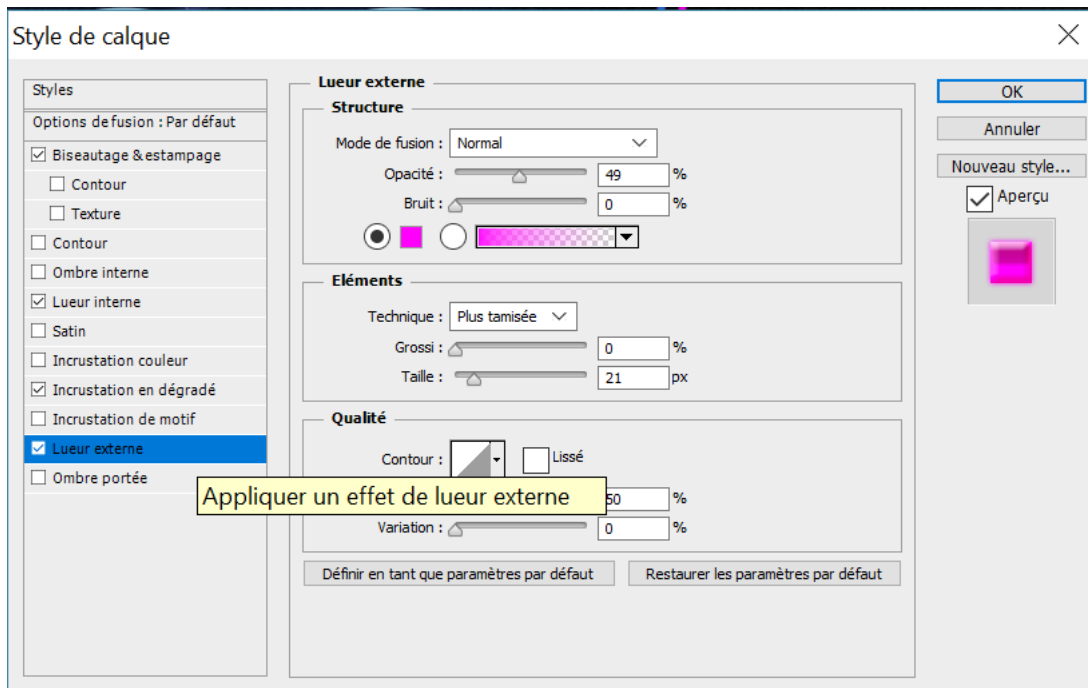 Style de calque
Styles
Options de fusion : Par défaut
Biseautage & estampage
Contour
Texture
Contour
Ombre interne
Lueur interne
Satin
Incrustation couleur
Incrustation en dégradé
Incrustation de motif
Lueur externe
Ombre portée
Lueur externe
Structure
Mode de fusion : Normal
Opacité : 49 %
Bruit : 0 %
Eléments
Technique : Plus tamisée
Grossi : 0 %
Taille : 21 px
Qualité
Contour : Lissé
Appliquer un effet de lueur externe
50 %
Variation : 0 %
Définir en tant que paramètres par défaut
Restaurer les paramètres par défaut
OK
Annuler
Nouveau style...
Aperçu